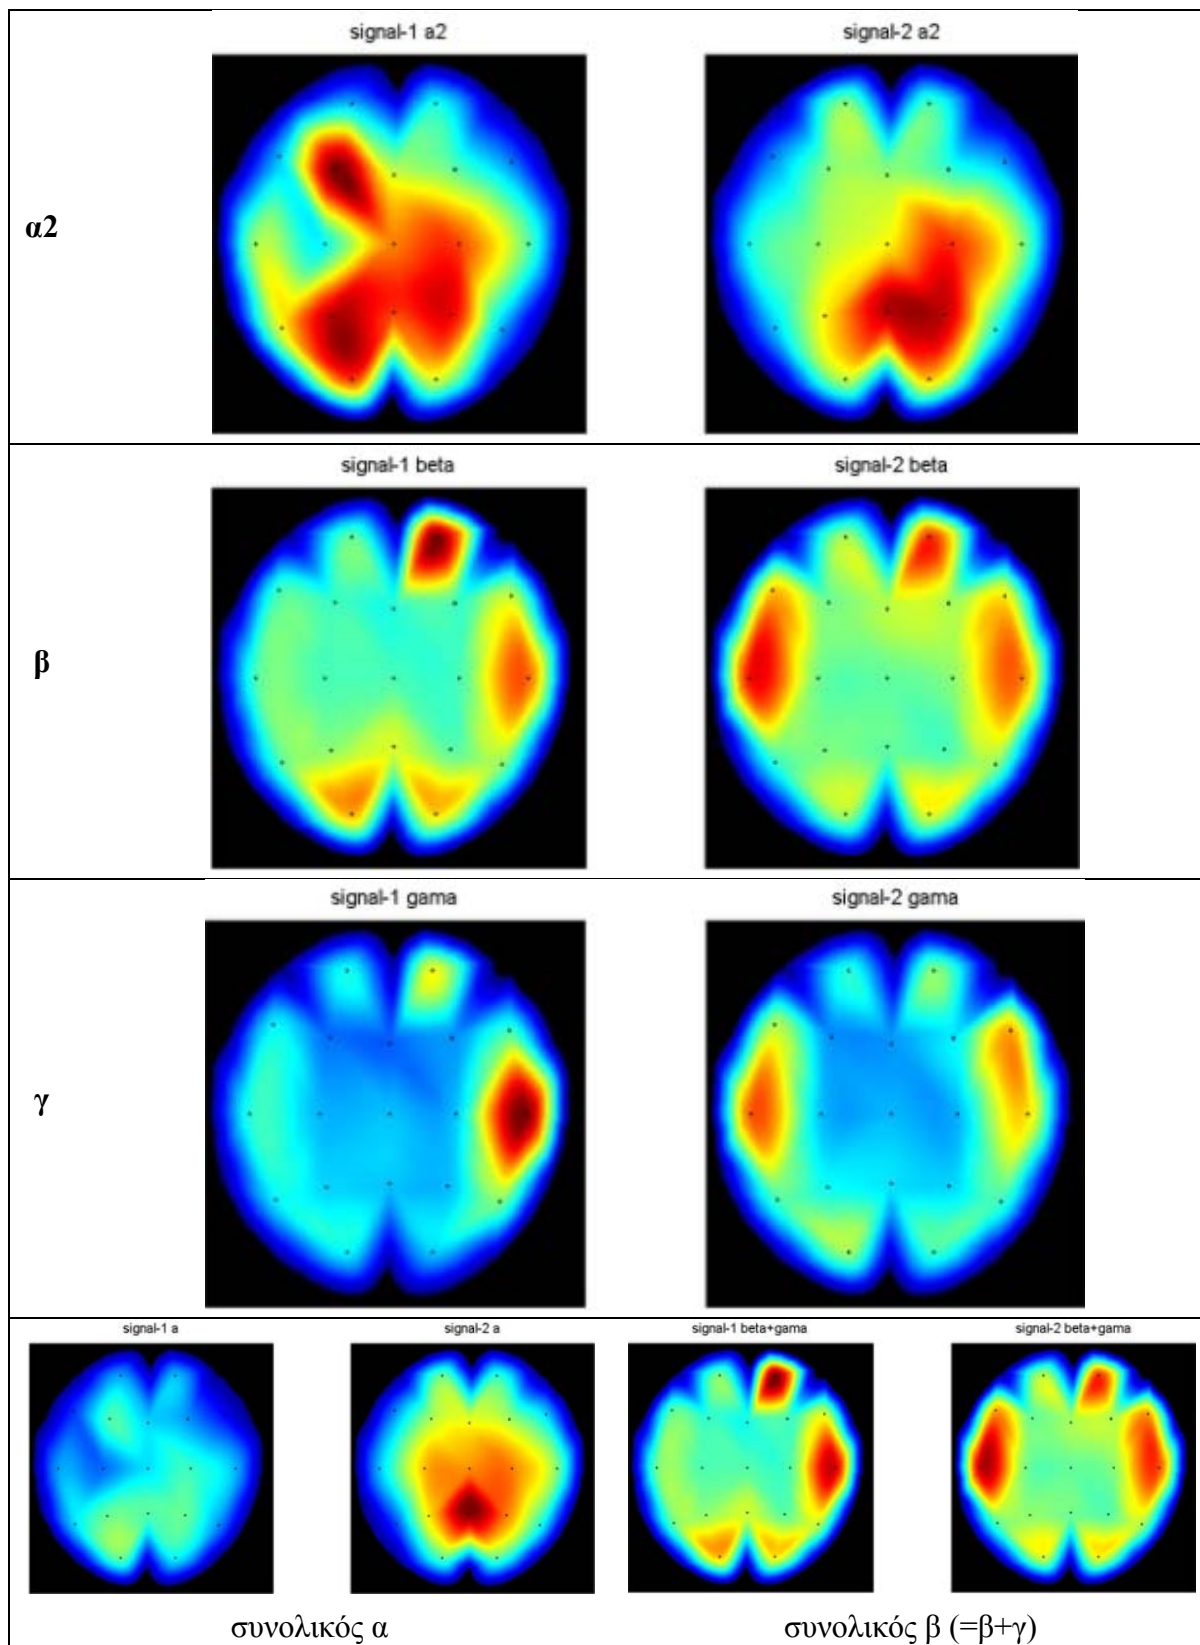 signal-1 a2 signal-2 a2
α2
signal-1 beta signal-2 beta
β
signal-1 gama signal-2 gama
γ
signal-1 a signal-2 a signal-1 beta+gama signal-2 beta+gama
συνολικός α συνολικός β (=β+γ)